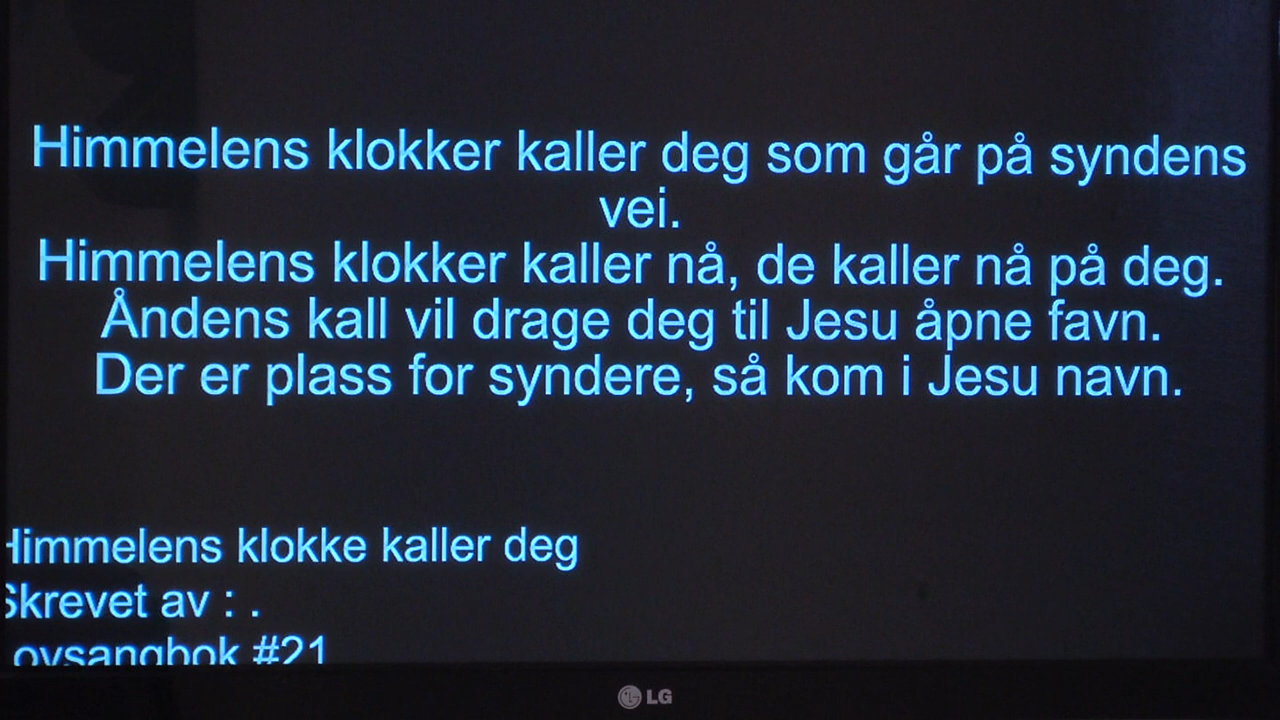 Himmelens klokker kaller deg som går på syndens
vei.
Himmelens klokker kaller nå, de kaller nå på deg.
Åndens kall vil drage deg til Jesu åpne favn.
Der er plass for syndere, så kom i Jesu navn.
Himmelens klokke kaller deg
Skrevet av : .
ovsangbok #21
LG